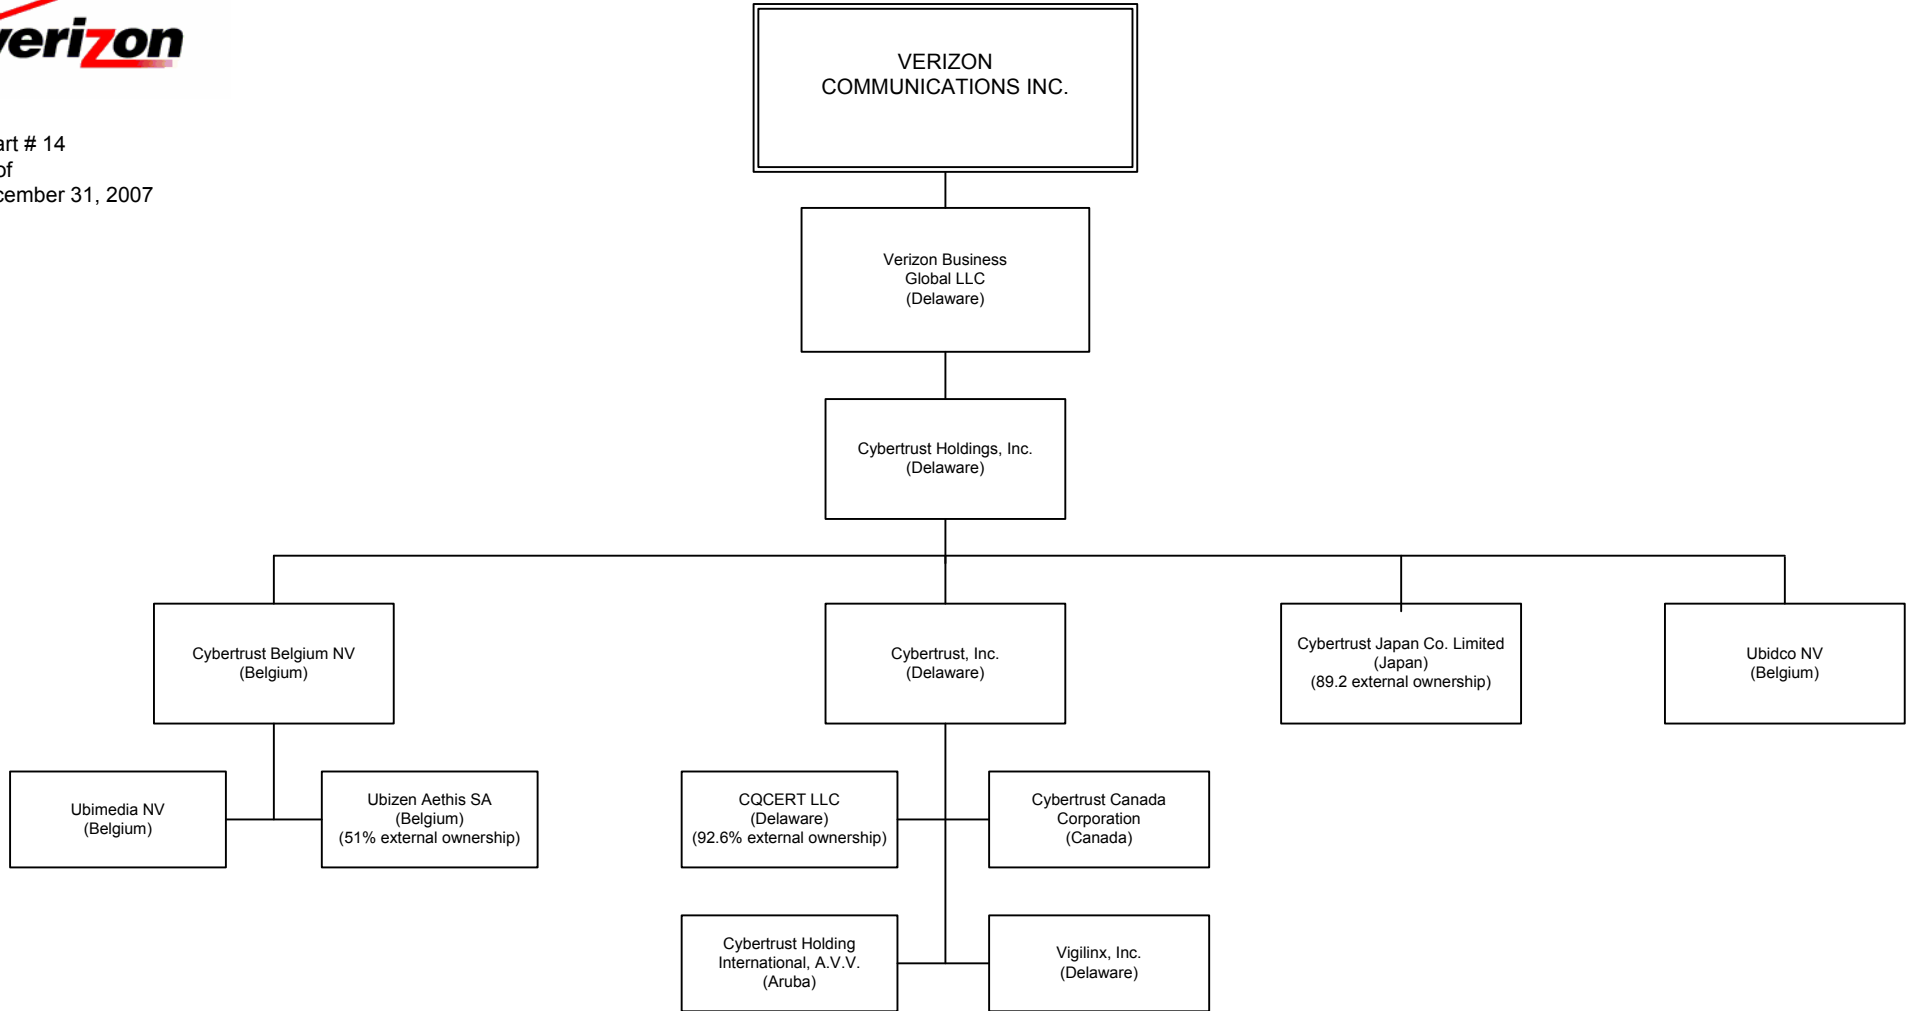 verizon
art # 14
of
cember 31, 2007
VERIZON
COMMUNICATIONS INC.
Verizon Business
Global LLC
(Delaware)
Cybertrust Holdings, Inc.
(Delaware)
Cybertrust Belgium NV
(Belgium)
Cybertrust, Inc.
(Delaware)
Cybertrust Japan Co. Limited
(Japan)
(89.2 external ownership)
Ubidco NV
(Belgium)
Ubimedia NV
(Belgium)
Ubizen Aethis SA
(Belgium)
(51% external ownership)
CQCERT LLC
(Delaware)
(92.6% external ownership)
Cybertrust Canada
Corporation
(Canada)
Cybertrust Holding
International, A.V.V.
(Aruba)
Vigilinx, Inc.
(Delaware)